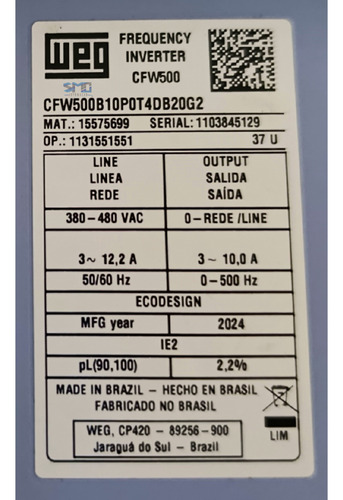 WEG
FREQUENCY
INVERTER
CFW500
SMG
CFW500B10P0T4DB20G2
MAT.: 15575699 SERIAL: 1103845129
OP.: 1131551551 37 U
LINE OUTPUT
LINEA SALIDA
REDE SAÍDA
380-480 VAC 0-REDE/LINE
3~ 12,2 A 3~ 10,0 A
50/60 Hz 0-500 Hz
ECODESIGN
MFG year 2024
IE2
pL(90,100) 2,2%
MADE IN BRAZIL - HECHO EN BRASIL
FABRICADO NO BRASIL
WEG, CP420 - 89256-900
Jaraguá do Sul - Brazil
LIM